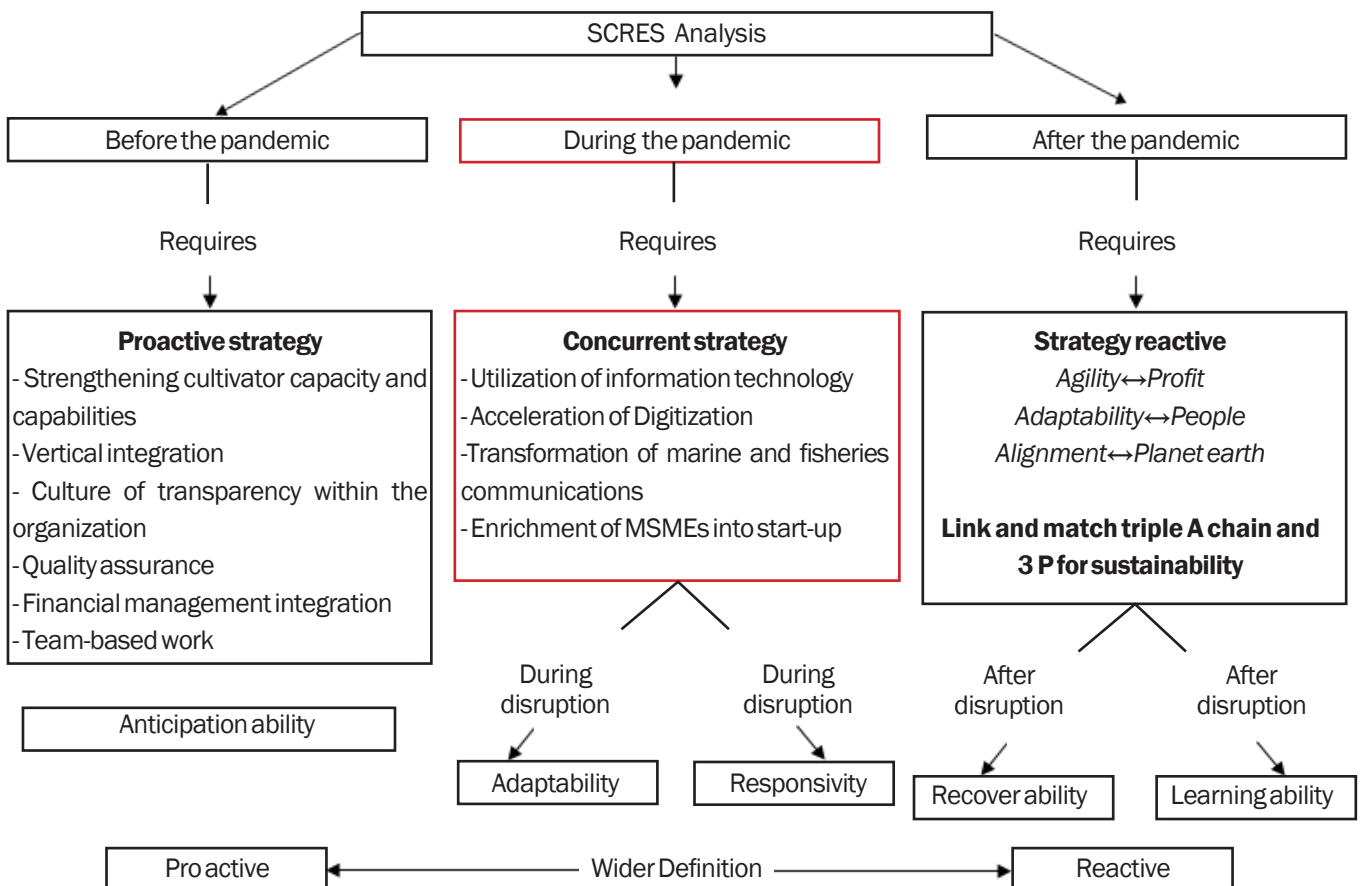 SCRES Analysis
Before the pandemic
During the pandemic
After the pandemic
Requires
Requires
Requires
Proactive strategy
- Strengthening cultivator capacity and
capabilities
- Vertical integration
- Culture of transparency within the
organization
- Quality assurance
- Financial management integration
- Team-based work
Concurrent strategy
- Utilization of information technology
- Acceleration of Digitization
-Transformation of marine and fisheries
communications
- Enrichment of MSMEs into start-up
Strategy reactive
Agility↔Profit
Adaptability↔People
Alignment↔Planet earth
Link and match triple A chain and
3 P for sustainability
Anticipation ability
During
disruption
During
disruption
After
disruption
After
disruption
Adaptability
Responsivity
Recover ability
Learning ability
Pro active
Wider Definition
Reactive